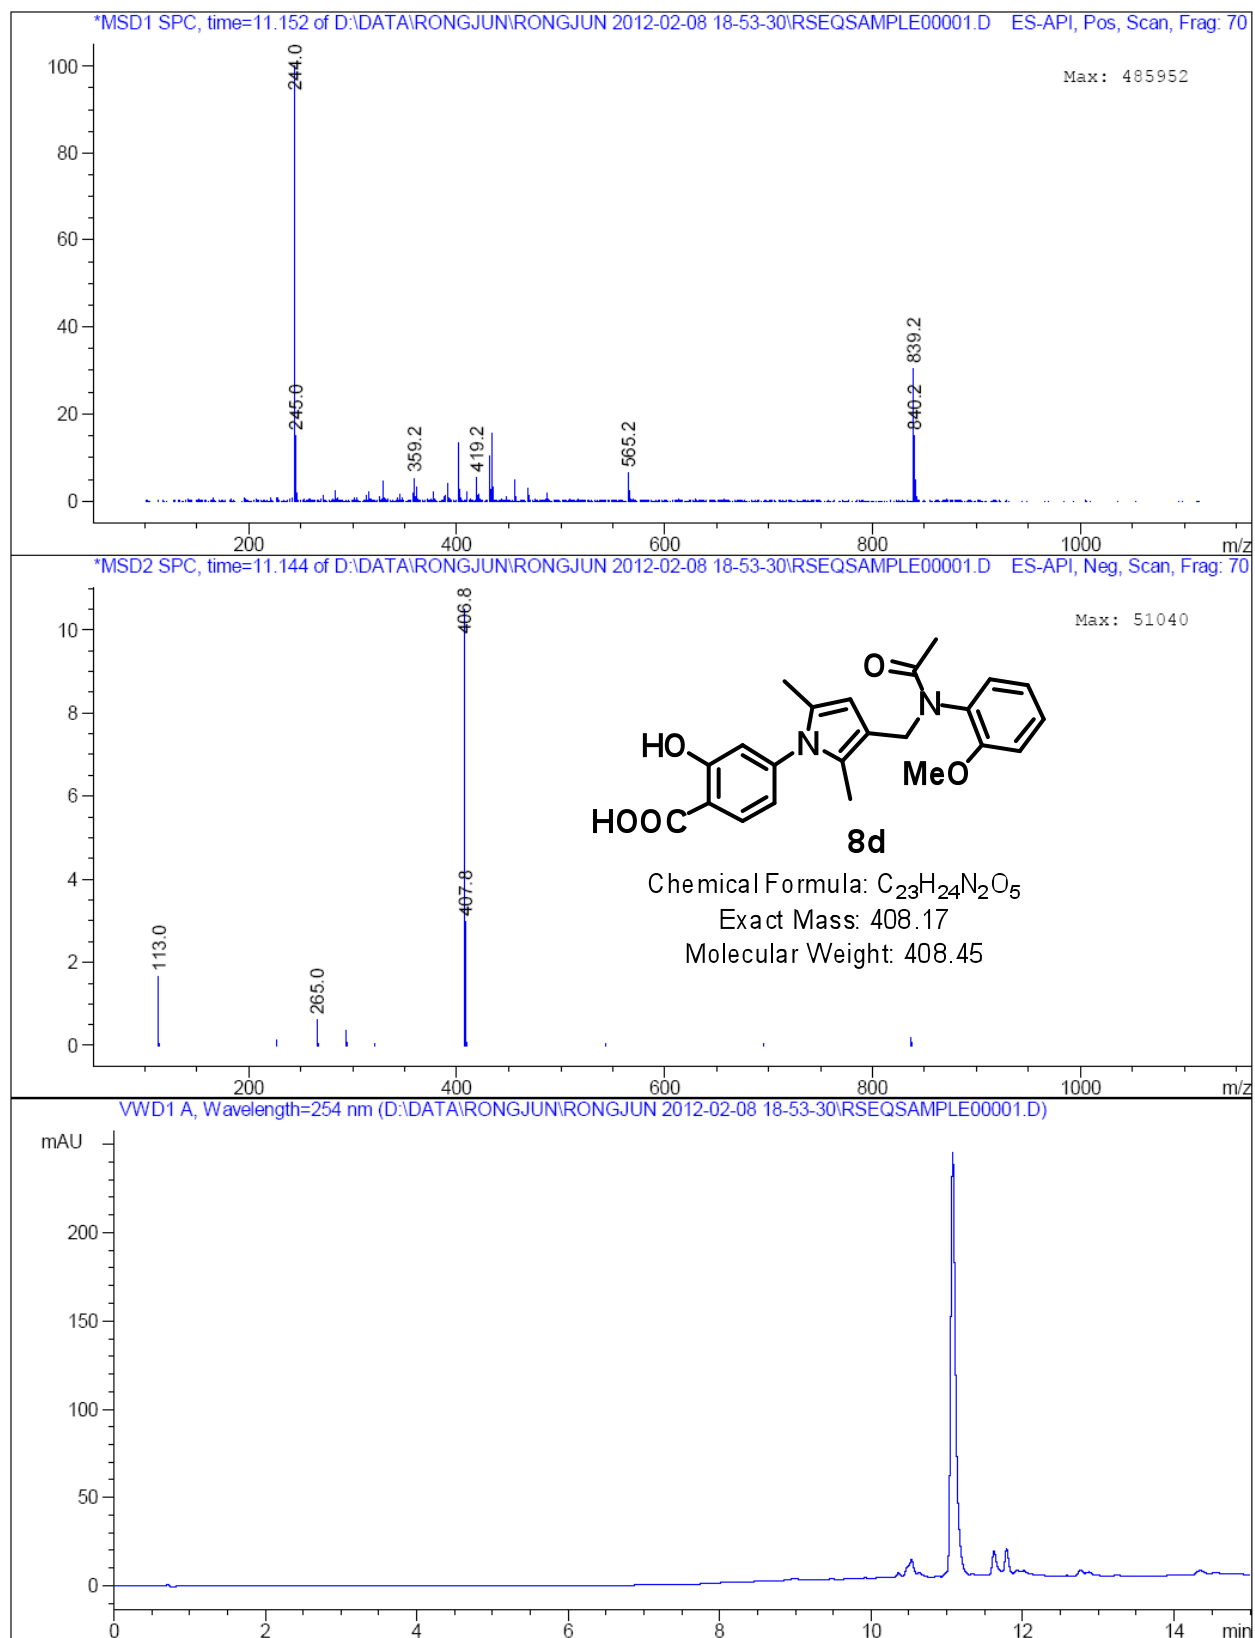 *MSD1 SPC, time=11.152 of D:\DATA\RONGJUN\RONGJUN 2012-02-08 18-53-30\RSEQSAMPLE00001.D ES-API, Pos, Scan, Frag: 70
Max: 485952
100
80
60
40
20
0
244.0
245.0
359.2
419.2
565.2
839.2
840.2
200 400 600 800 1000 m/z
*MSD2 SPC, time=11.144 of D:\DATA\RONGJUN\RONGJUN 2012-02-08 18-53-30\RSEQSAMPLE00001.D ES-API, Neg, Scan, Frag: 70
Max: 51040
10
8
6
4
2
0
113.0
265.0
406.8
407.8
O
N
HO
N
MeO
HOOC
8d
Chemical Formula: C₂₃H₂₄N₂O₅
Exact Mass: 408.17
Molecular Weight: 408.45
200 400 600 800 1000 m/z
VWD1 A, Wavelength=254 nm (D:\DATA\RONGJUN\RONGJUN 2012-02-08 18-53-30\RSEQSAMPLE00001.D)
mAU
200
150
100
50
0
0 2 4 6 8 10 12 14 min